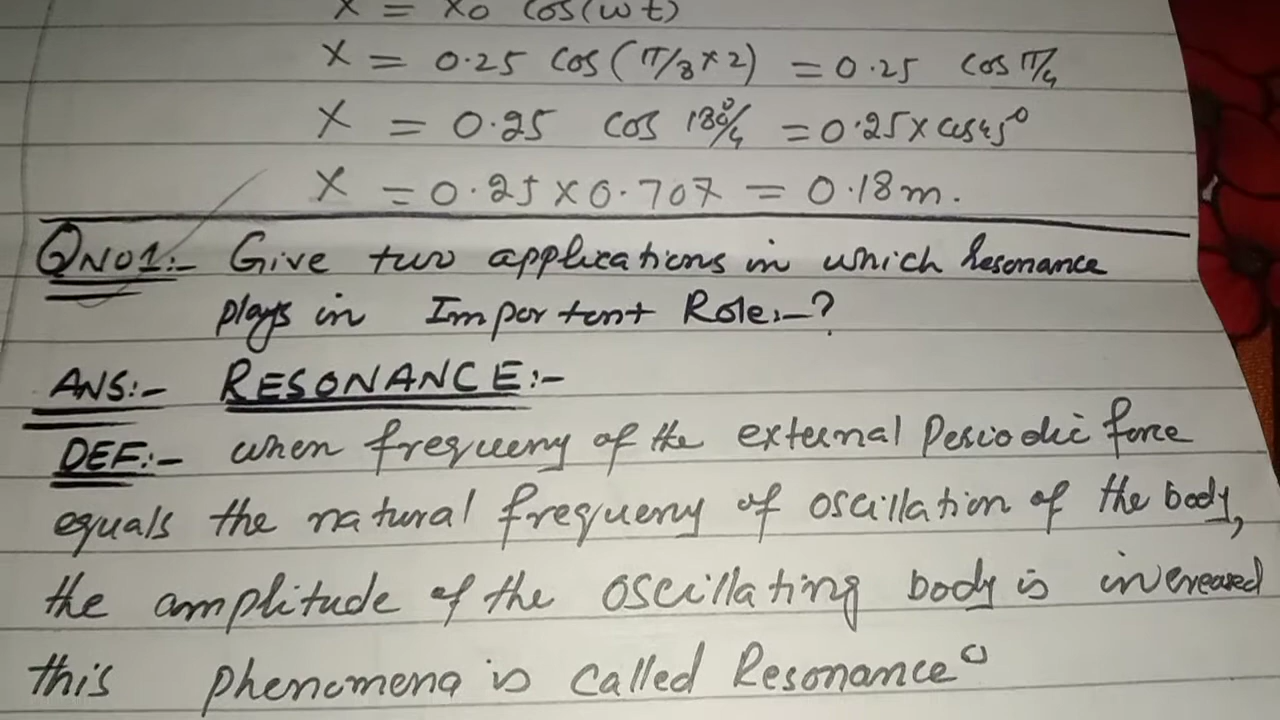 X = X0 Cos(wt)
X = 0.25 Cos(π/8×2) = 0.25 Cos π/4
X = 0.25 Cos 180°/4 = 0.25 x Cos45°
X = 0.25 X 0.707 = 0.18m.
QNO1:- Give two applications in which Resonance
plays in Important Role:-?
ANS:- RESONANCE:-
DEF:- when frequency of the external Periodic force
equals the natural frequency of oscillation of the body,
the amplitude of the oscillating body is increased
this phenomena is called Resonance